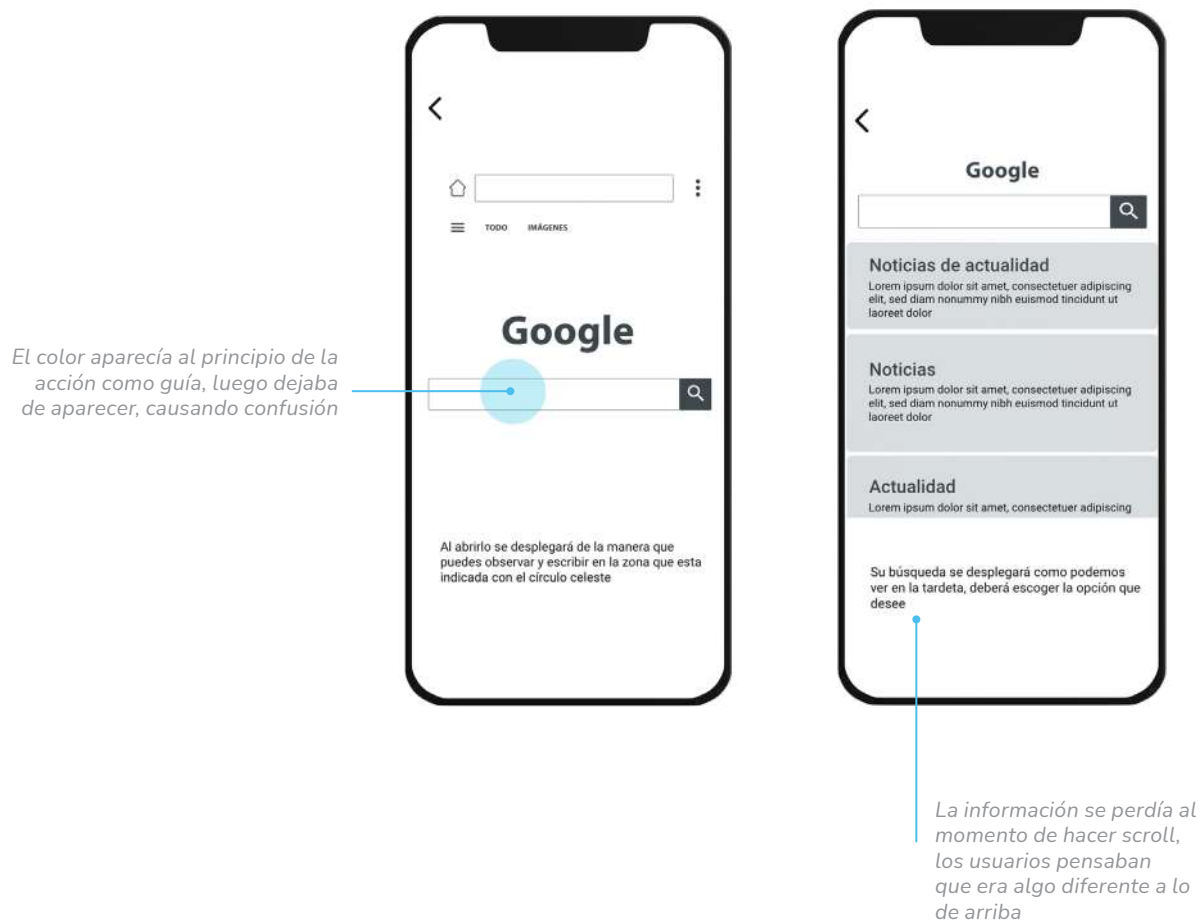 El color aparecía al principio de la
acción como guía, luego dejaba
de aparecer, causando confusión
TODO IMÁGENES
Google
Al abrirlo se desplegará de la manera que
puedes observar y escribir en la zona que esta
indicada con el círculo celeste
Google
Noticias de actualidad
Lorem ipsum dolor sit amet, consectetuer adipiscing
elit, sed diam nonummy nibh euismod tincidunt ut
laoreet dolor
Noticias
Lorem ipsum dolor sit amet, consectetuer adipiscing
elit, sed diam nonummy nibh euismod tincidunt ut
laoreet dolor
Actualidad
Lorem ipsum dolor sit amet, consectetuer adipiscing
Su búsqueda se desplegará como podemos
ver en la tardeta, deberá escoger la opción que
desee
La información se perdía al
momento de hacer scroll,
los usuarios pensaban
que era algo diferente a lo
de arriba